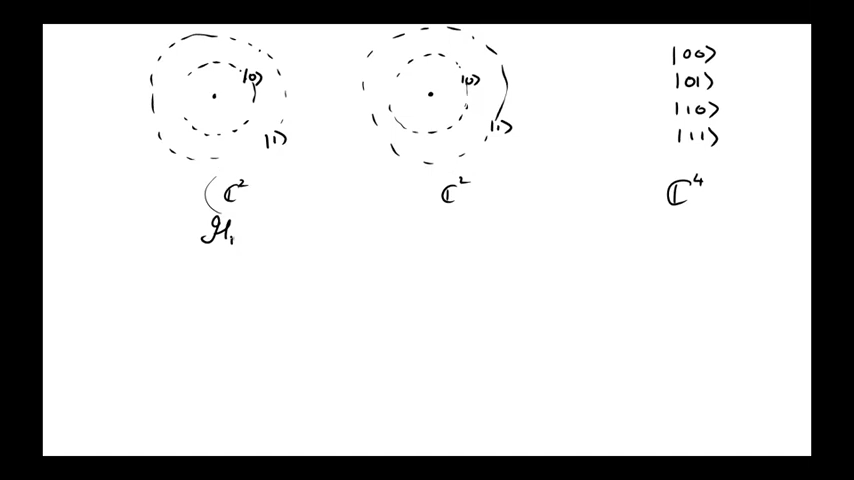 |0⟩ |0⟩ |00⟩
|1⟩ |1⟩ |01⟩
|10⟩
|11⟩
ℂ² ℂ² ℂ⁴
ℋ₁